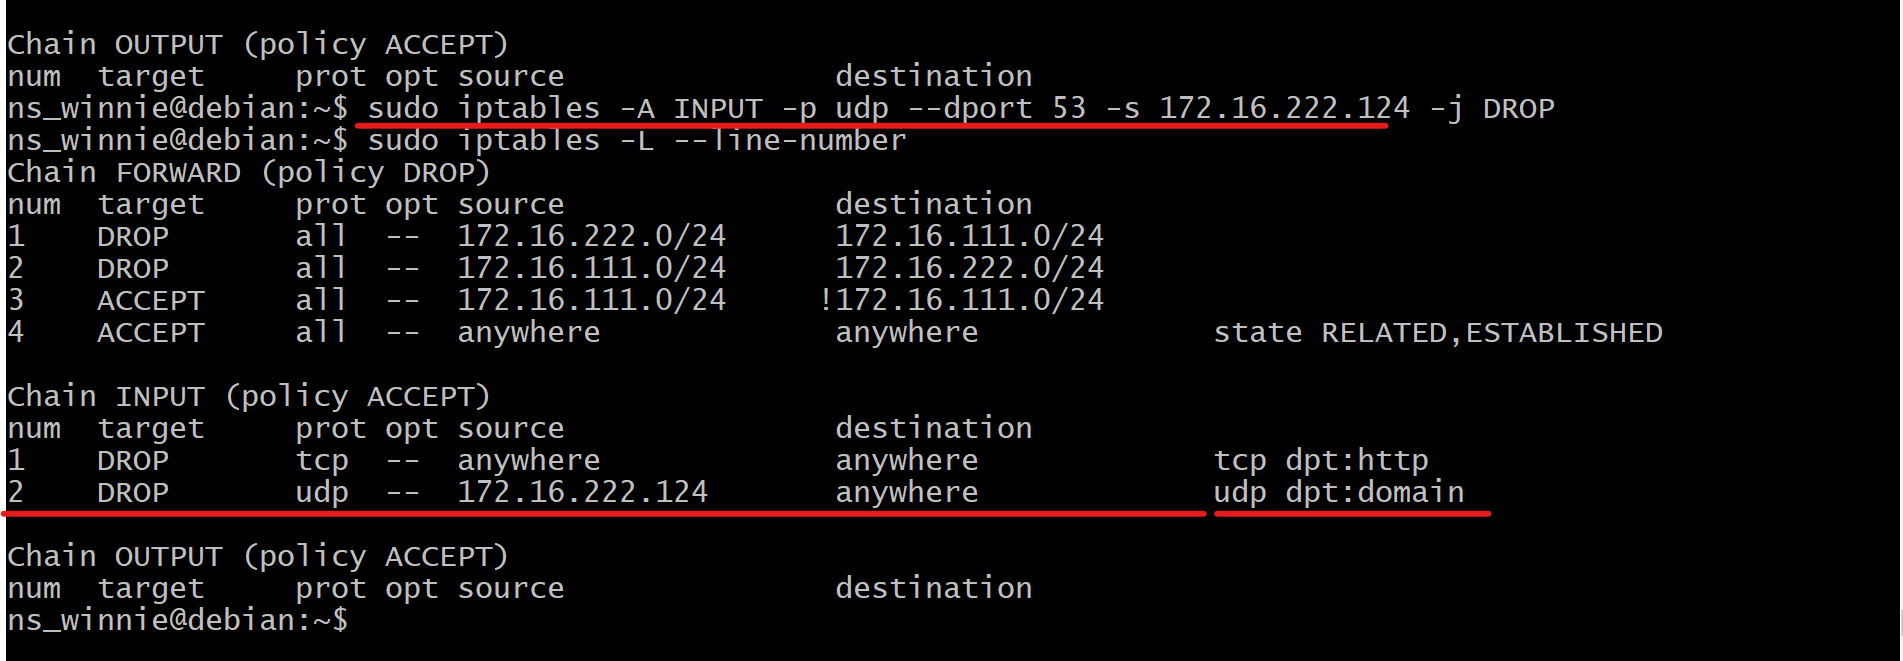 Chain OUTPUT (policy ACCEPT)
num  target     prot opt source               destination
ns_winnie@debian:~$ sudo iptables -A INPUT -p udp --dport 53 -s 172.16.222.124 -j DROP
ns_winnie@debian:~$ sudo iptables -L --line-number
Chain FORWARD (policy DROP)
num  target     prot opt source               destination
1    DROP       all  --  172.16.222.0/24      172.16.111.0/24
2    DROP       all  --  172.16.111.0/24      172.16.222.0/24
3    ACCEPT     all  --  172.16.111.0/24     !172.16.111.0/24
4    ACCEPT     all  --  anywhere             anywhere             state RELATED,ESTABLISHED
Chain INPUT (policy ACCEPT)
num  target     prot opt source               destination
1    DROP       tcp  --  anywhere             anywhere             tcp dpt:http
2    DROP       udp  --  172.16.222.124       anywhere             udp dpt:domain
Chain OUTPUT (policy ACCEPT)
num  target     prot opt source               destination
ns_winnie@debian:~$